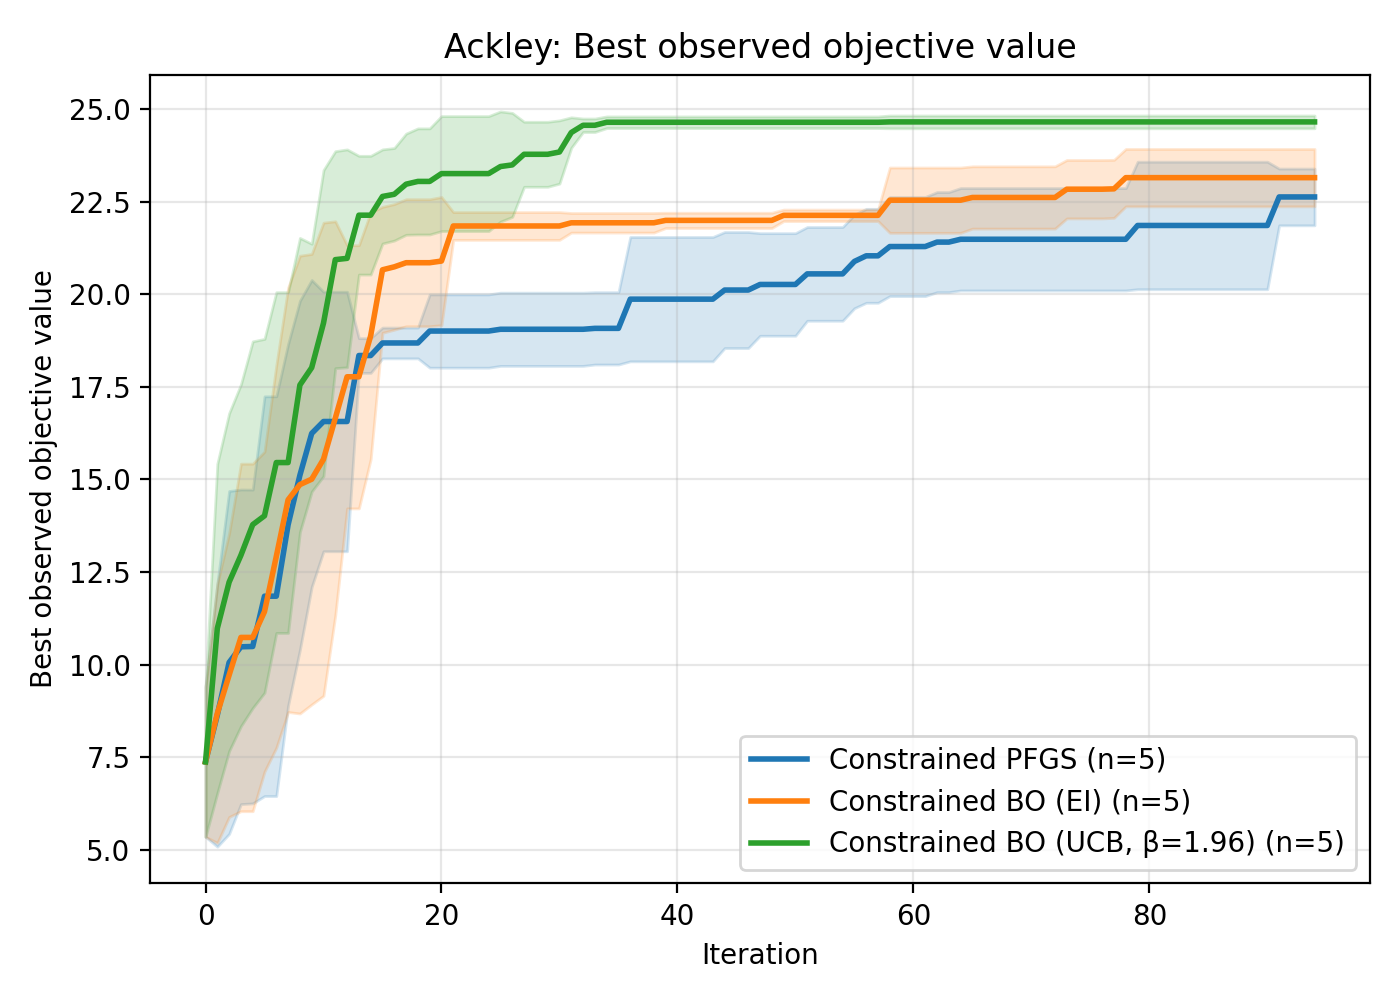 Ackley: Best observed objective value
Best observed objective value
25.0
22.5
20.0
17.5
15.0
12.5
10.0
7.5
5.0
Constrained PFGS (n=5)
Constrained BO (EI) (n=5)
Constrained BO (UCB, β=1.96) (n=5)
0 20 40 60 80
Iteration